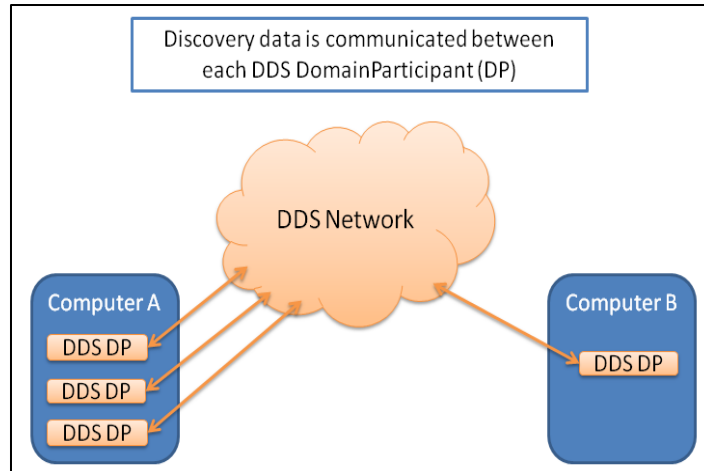 Discovery data is communicated between
each DDS DomainParticipant (DP)
DDS Network
Computer A
DDS DP
DDS DP
DDS DP
Computer B
DDS DP